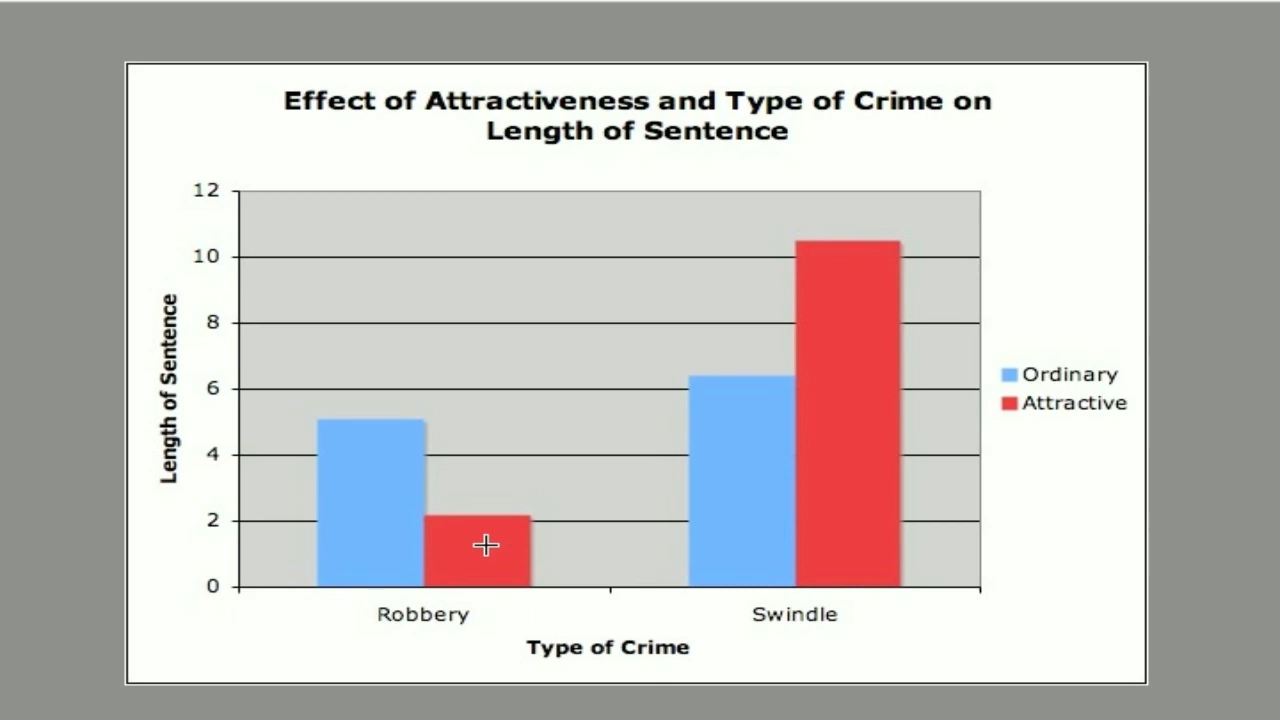 Effect of Attractiveness and Type of Crime on
Length of Sentence
12
10
8
6
4
2
0
Length of Sentence
Ordinary
Attractive
Robbery
Swindle
Type of Crime